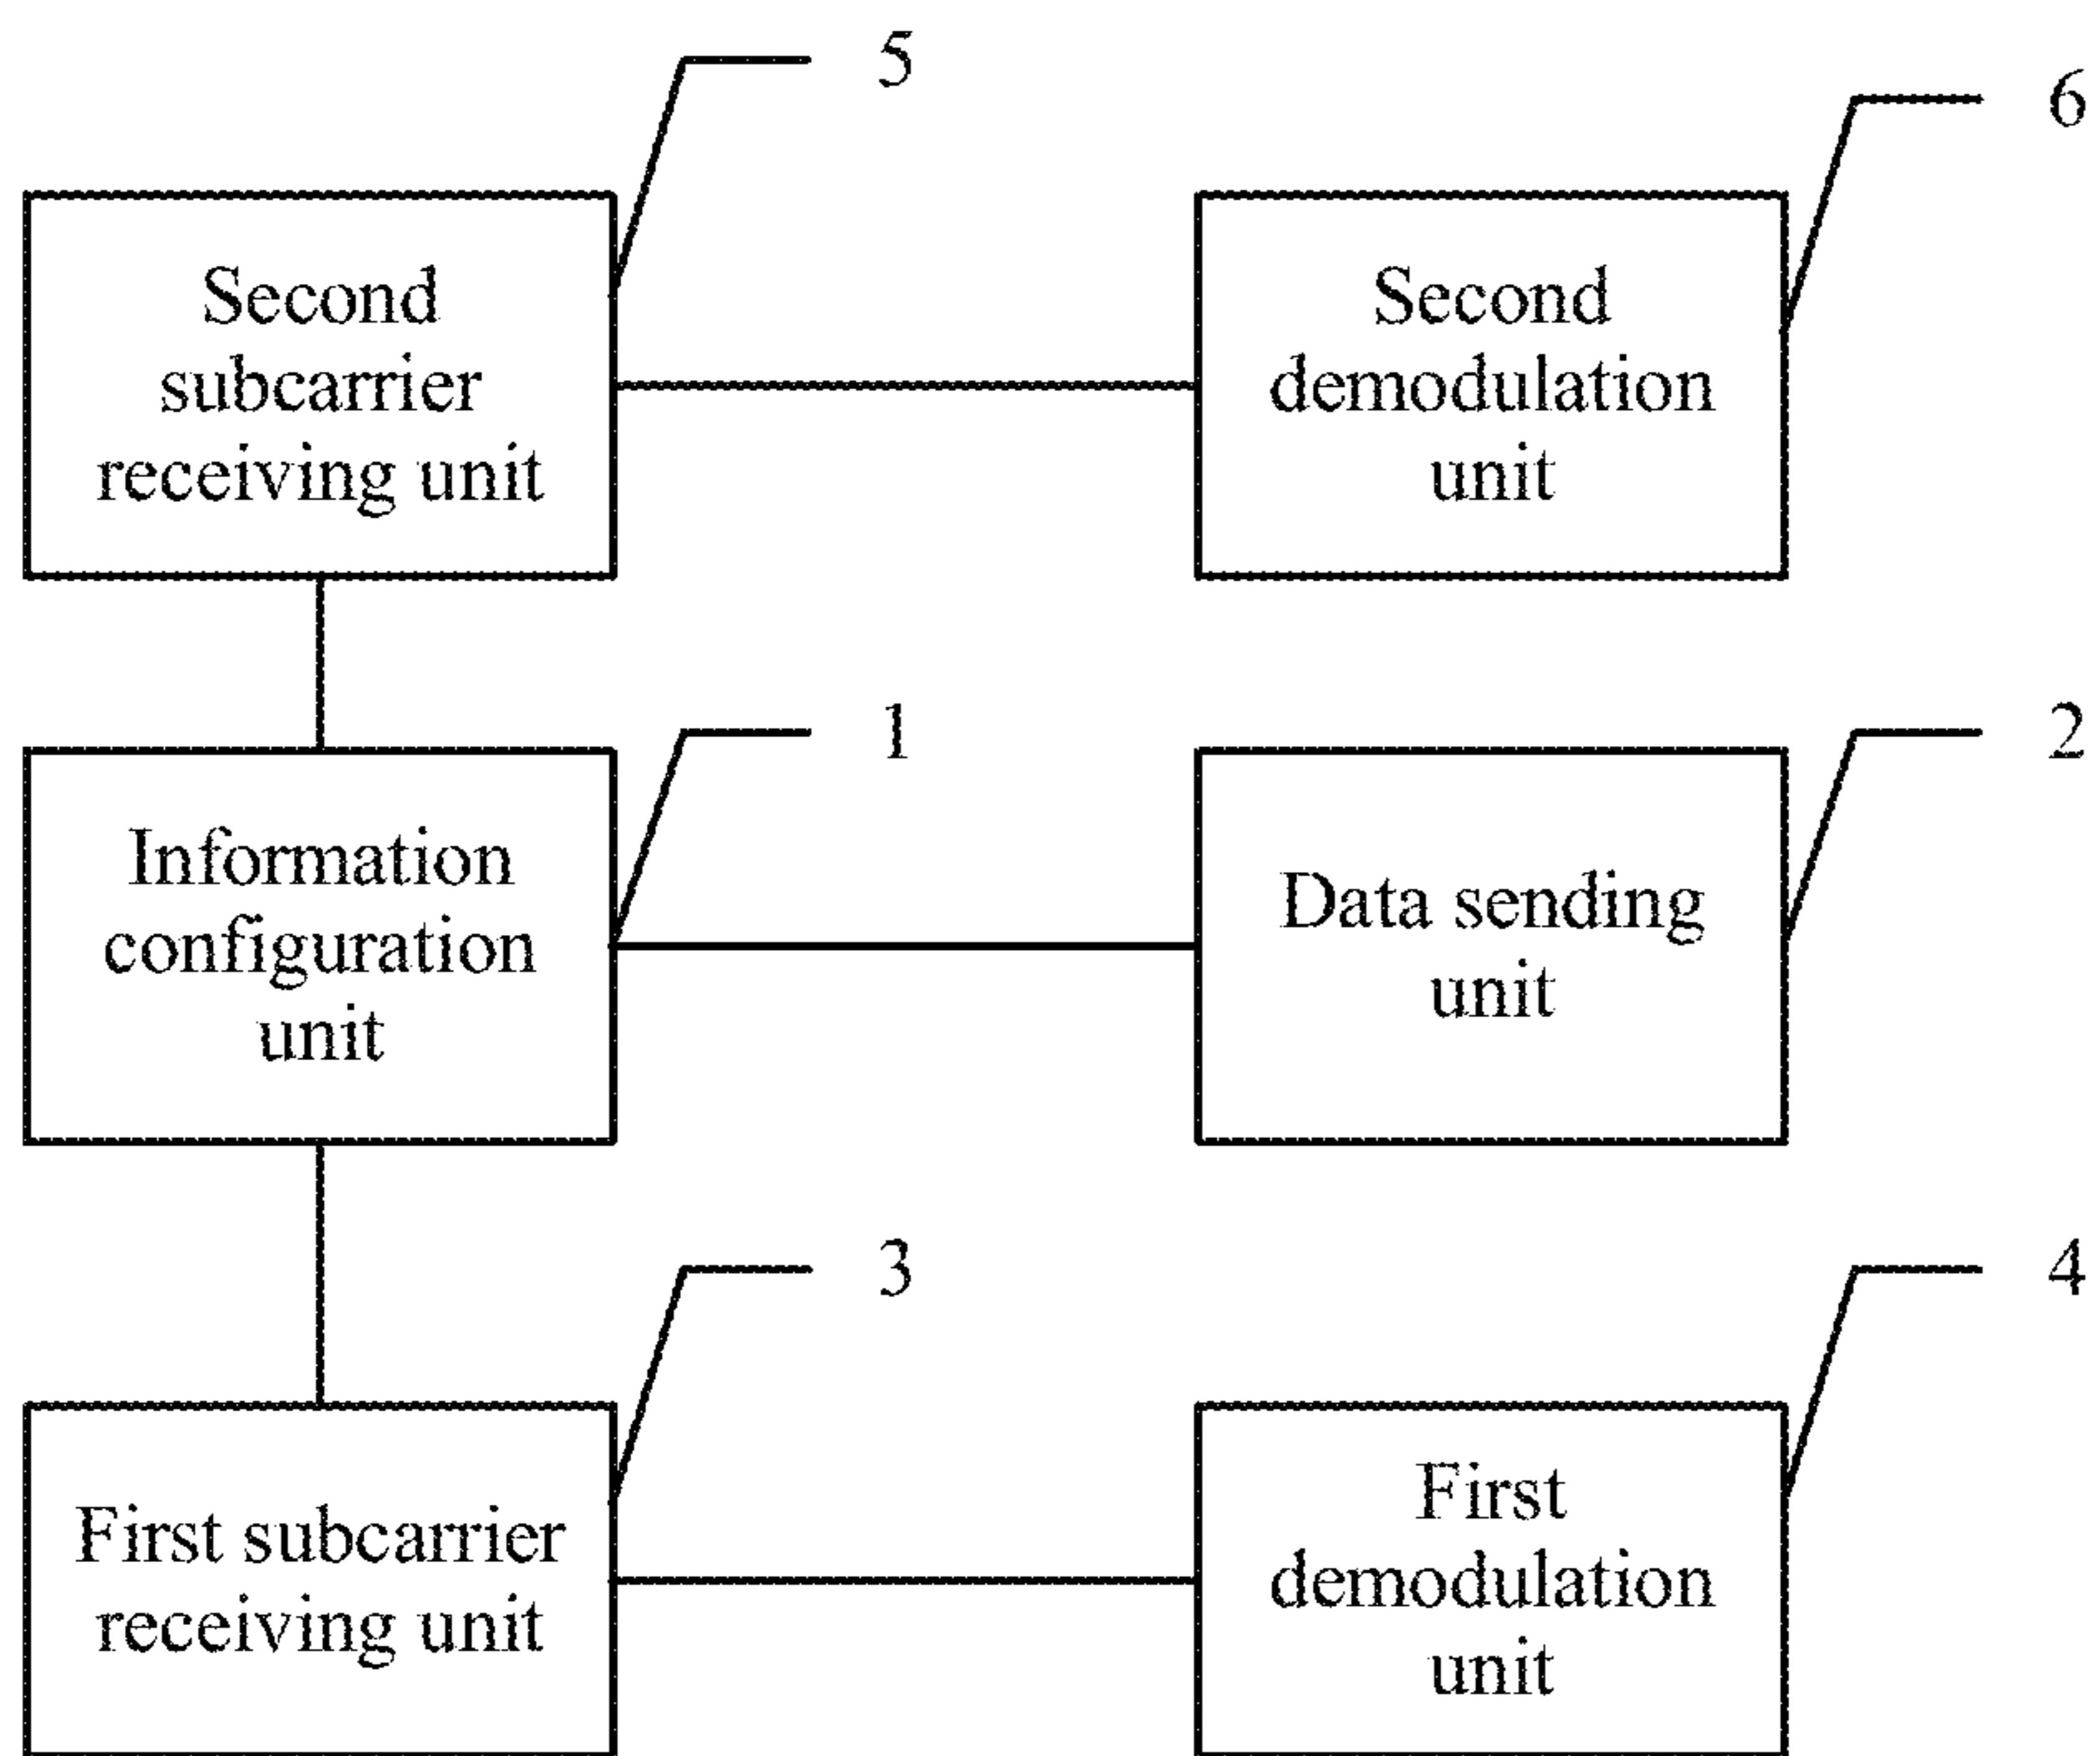 5
6
Second
subcarrier
receiving unit
Second
demodulation
unit
1
2
Information
configuration
unit
Data sending
unit
3
4
First subcarrier
receiving unit
First
demodulation
unit